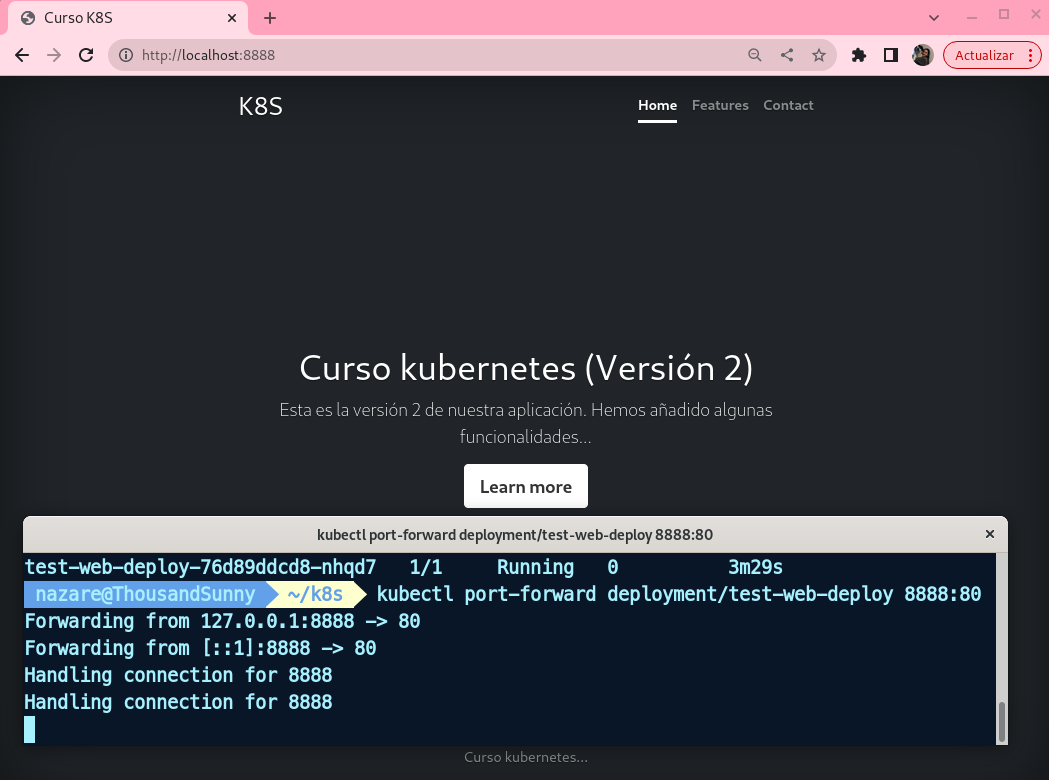 Curso K8S
http://localhost:8888
Actualizar
K8S
Home Features Contact
Curso kubernetes (Versión 2)
Esta es la versión 2 de nuestra aplicación. Hemos añadido algunas
funcionalidades...
Learn more
kubectl port-forward deployment/test-web-deploy 8888:80
test-web-deploy-76d89ddcd8-nhqd7 1/1 Running 0 3m29s
nazare@ThousandSunny ~/k8s kubectl port-forward deployment/test-web-deploy 8888:80
Forwarding from 127.0.0.1:8888 -> 80
Forwarding from [::1]:8888 -> 80
Handling connection for 8888
Handling connection for 8888
Curso kubernetes...